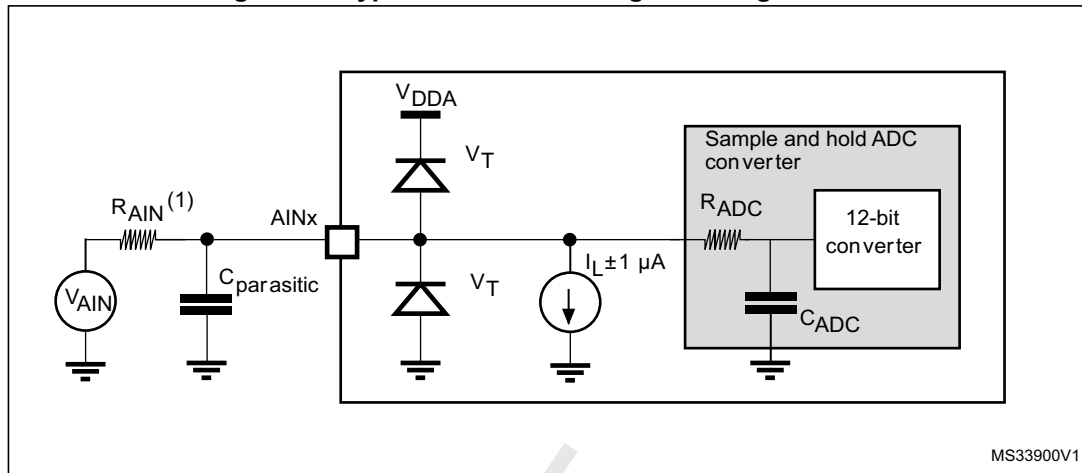 V_DDA
V_T
Sample and hold ADC
converter
R_AIN(1)
AINx
R_ADC
12-bit
converter
I_L±1 µA
V_AIN
C_parasitic
V_T
C_ADC
MS33900V1